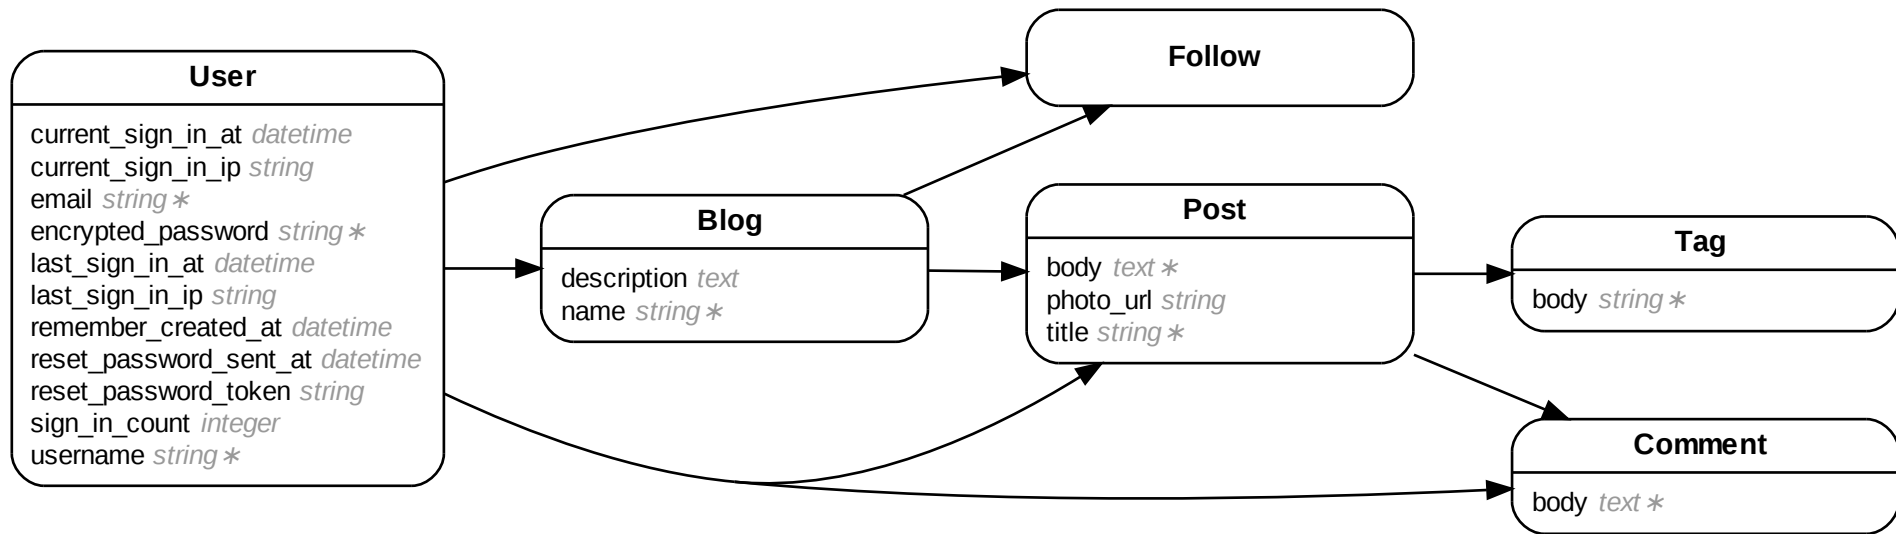 User
current_sign_in_at datetime
current_sign_in_ip string
email string ∗
encrypted_password string ∗
last_sign_in_at datetime
last_sign_in_ip string
remember_created_at datetime
reset_password_sent_at datetime
reset_password_token string
sign_in_count integer
username string ∗
Blog
description text
name string ∗
Follow
Post
body text ∗
photo_url string
title string ∗
Tag
body string ∗
Comment
body text ∗